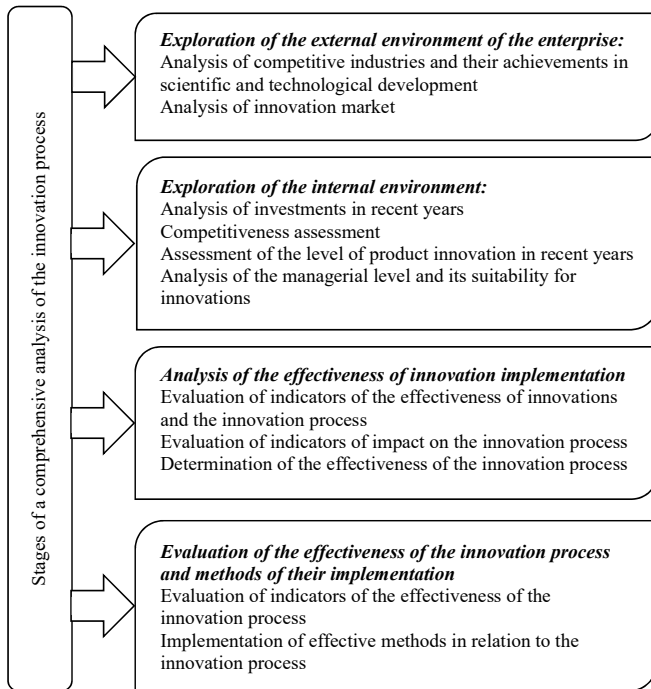 Stages of a comprehensive analysis of the innovation process
Exploration of the external environment of the enterprise:
Analysis of competitive industries and their achievements in
scientific and technological development
Analysis of innovation market
Exploration of the internal environment:
Analysis of investments in recent years
Competitiveness assessment
Assessment of the level of product innovation in recent years
Analysis of the managerial level and its suitability for
innovations
Analysis of the effectiveness of innovation implementation
Evaluation of indicators of the effectiveness of innovations
and the innovation process
Evaluation of indicators of impact on the innovation process
Determination of the effectiveness of the innovation process
Evaluation of the effectiveness of the innovation process
and methods of their implementation
Evaluation of indicators of the effectiveness of the
innovation process
Implementation of effective methods in relation to the
innovation process